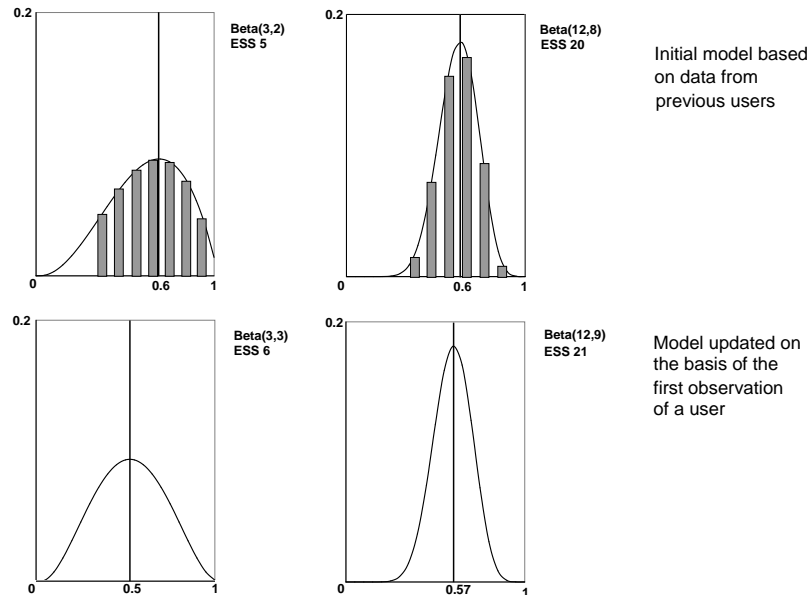 0.2
Beta(3,2)
ESS 5
0
0.6
1
0.2
Beta(12,8)
ESS 20
0
0.6
1
Initial model based
on data from
previous users
0.2
Beta(3,3)
ESS 6
0
0.5
1
0.2
Beta(12,9)
ESS 21
0
0.57
1
Model updated on
the basis of the
first observation
of a user